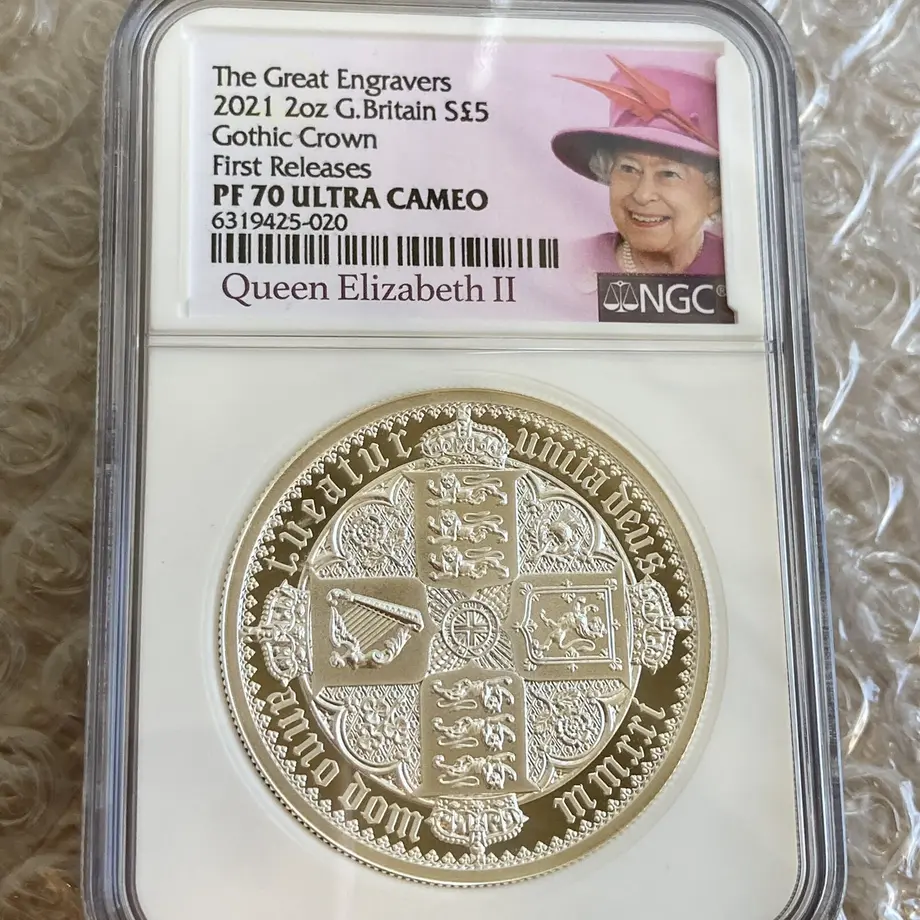 The Great Engravers
2021 2oz G.Britain S£5
Gothic Crown
First Releases
PF 70 ULTRA CAMEO
6319425-020
Queen Elizabeth II
NGC®
tueatur unita deus
anno dom mmxxi